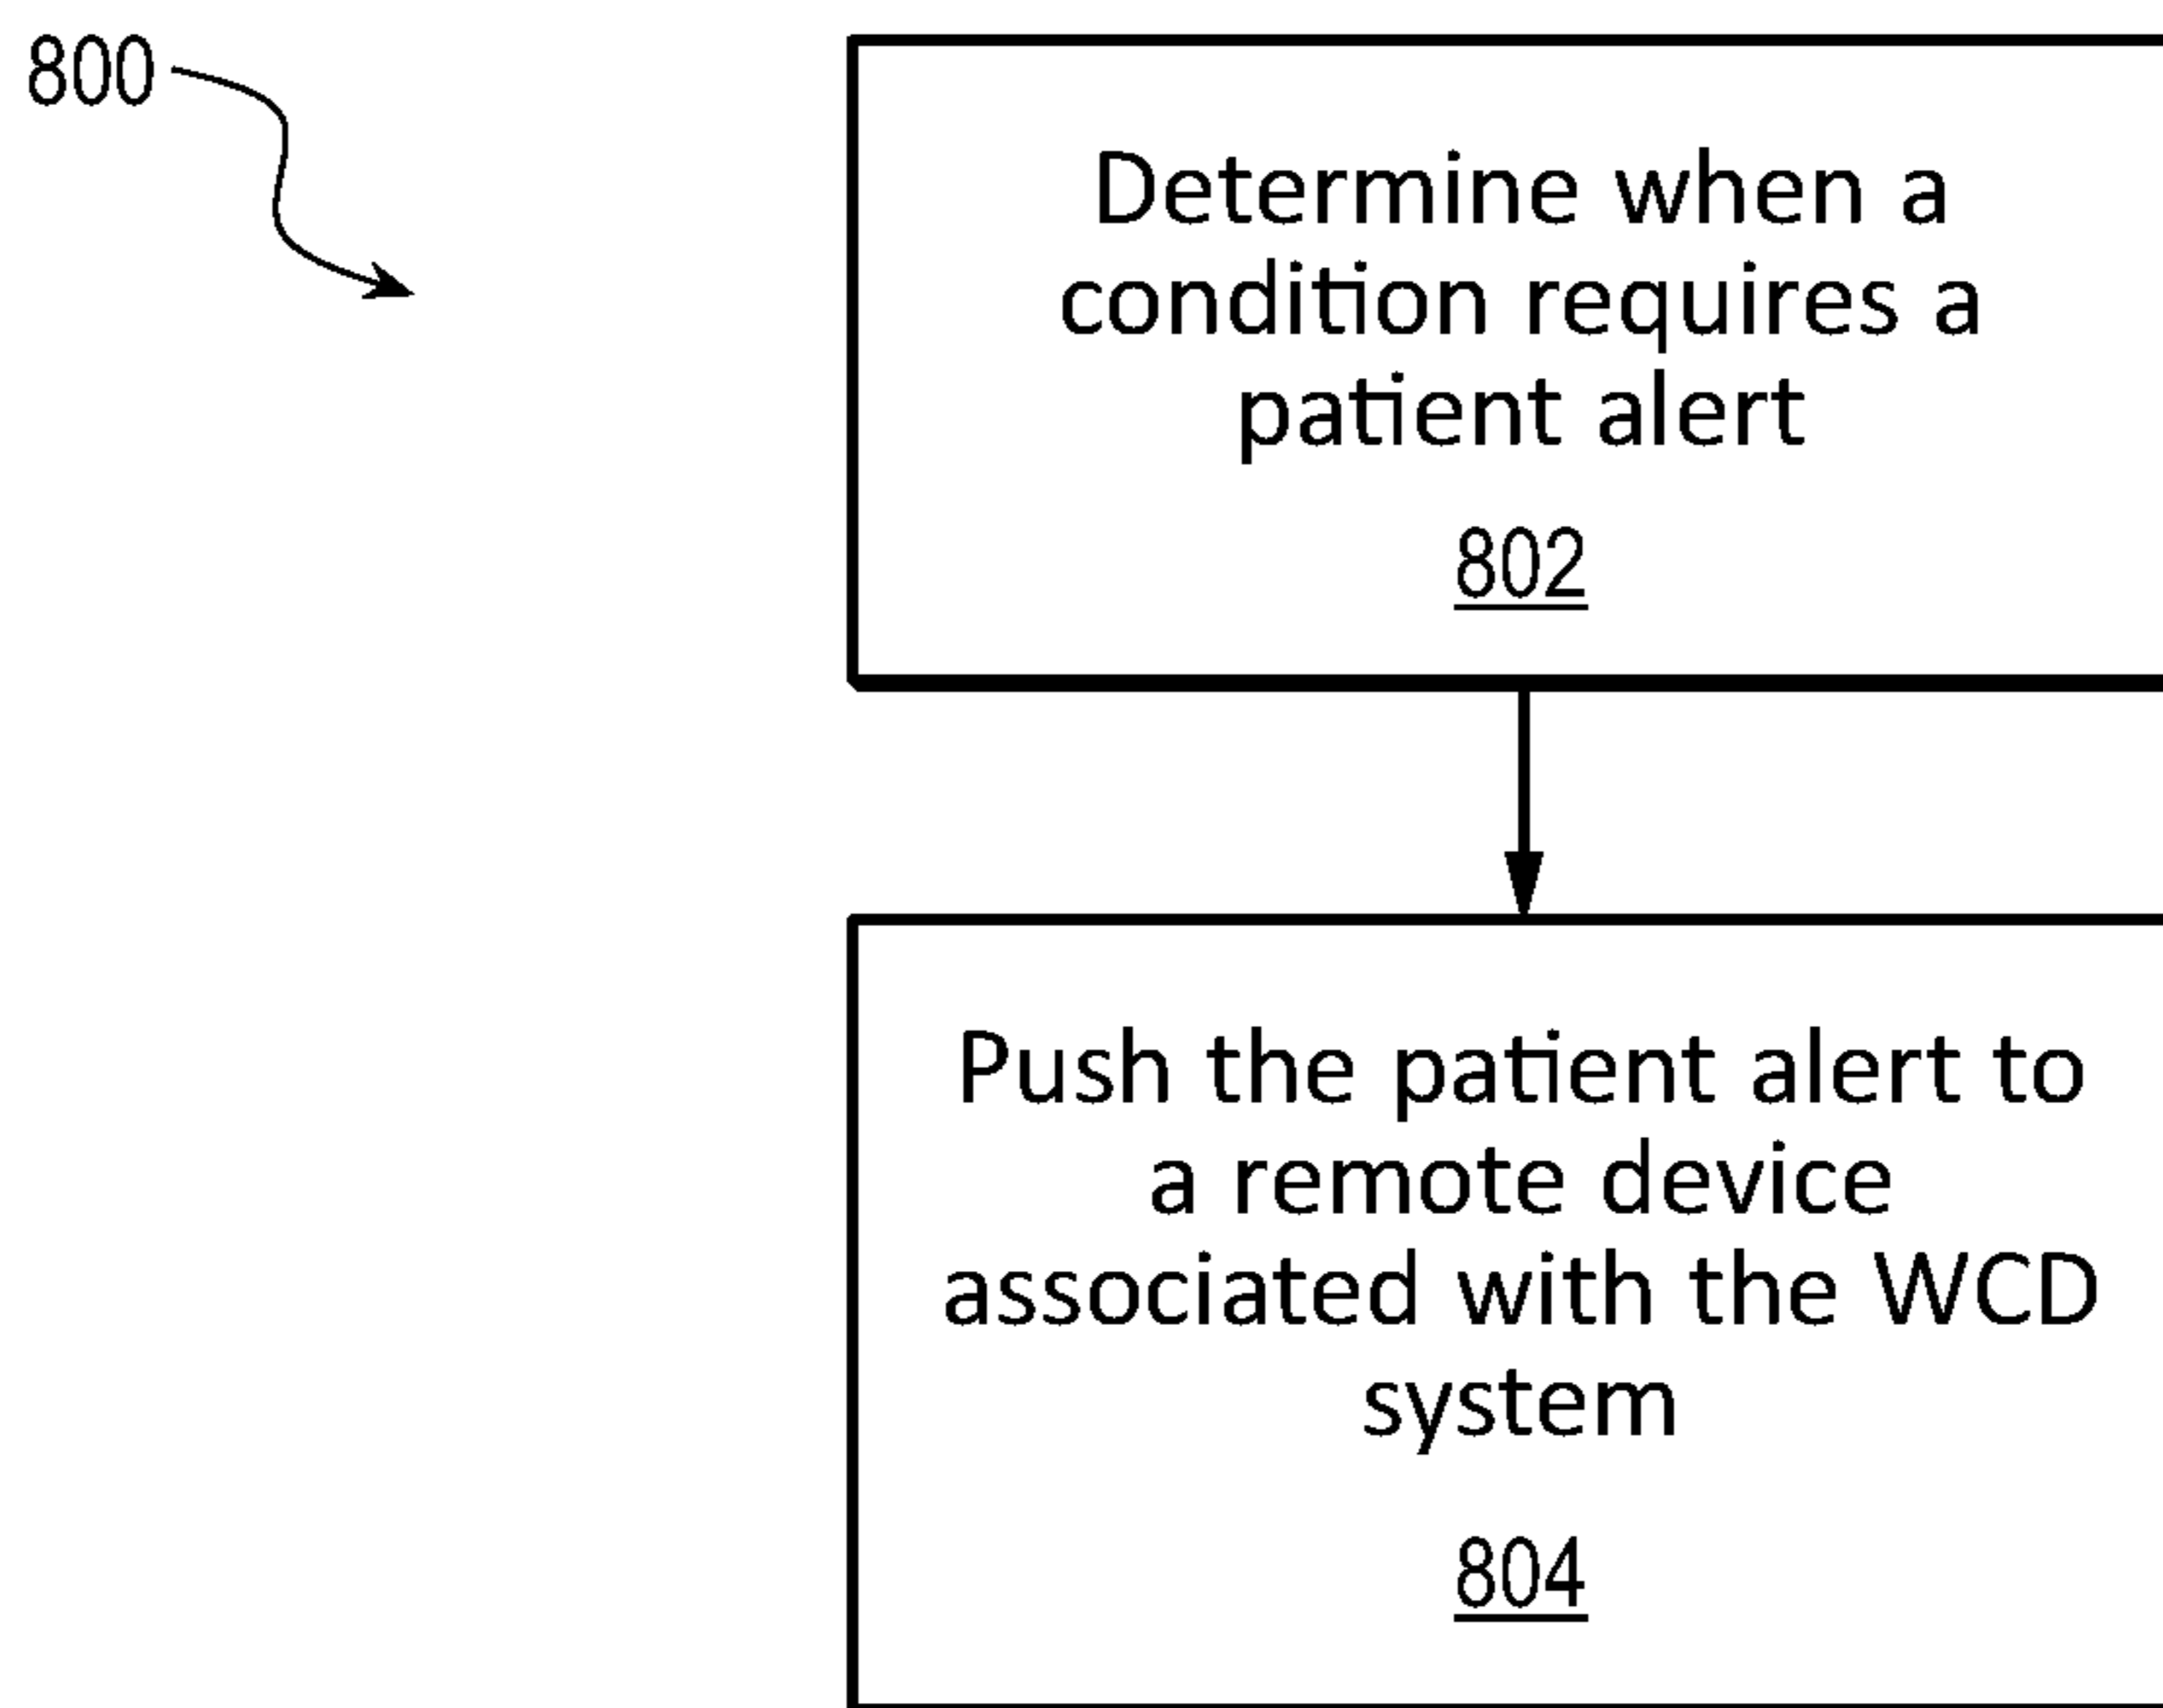 800
Determine when a
condition requires a
patient alert
802
Push the patient alert to
a remote device
associated with the WCD
system
804